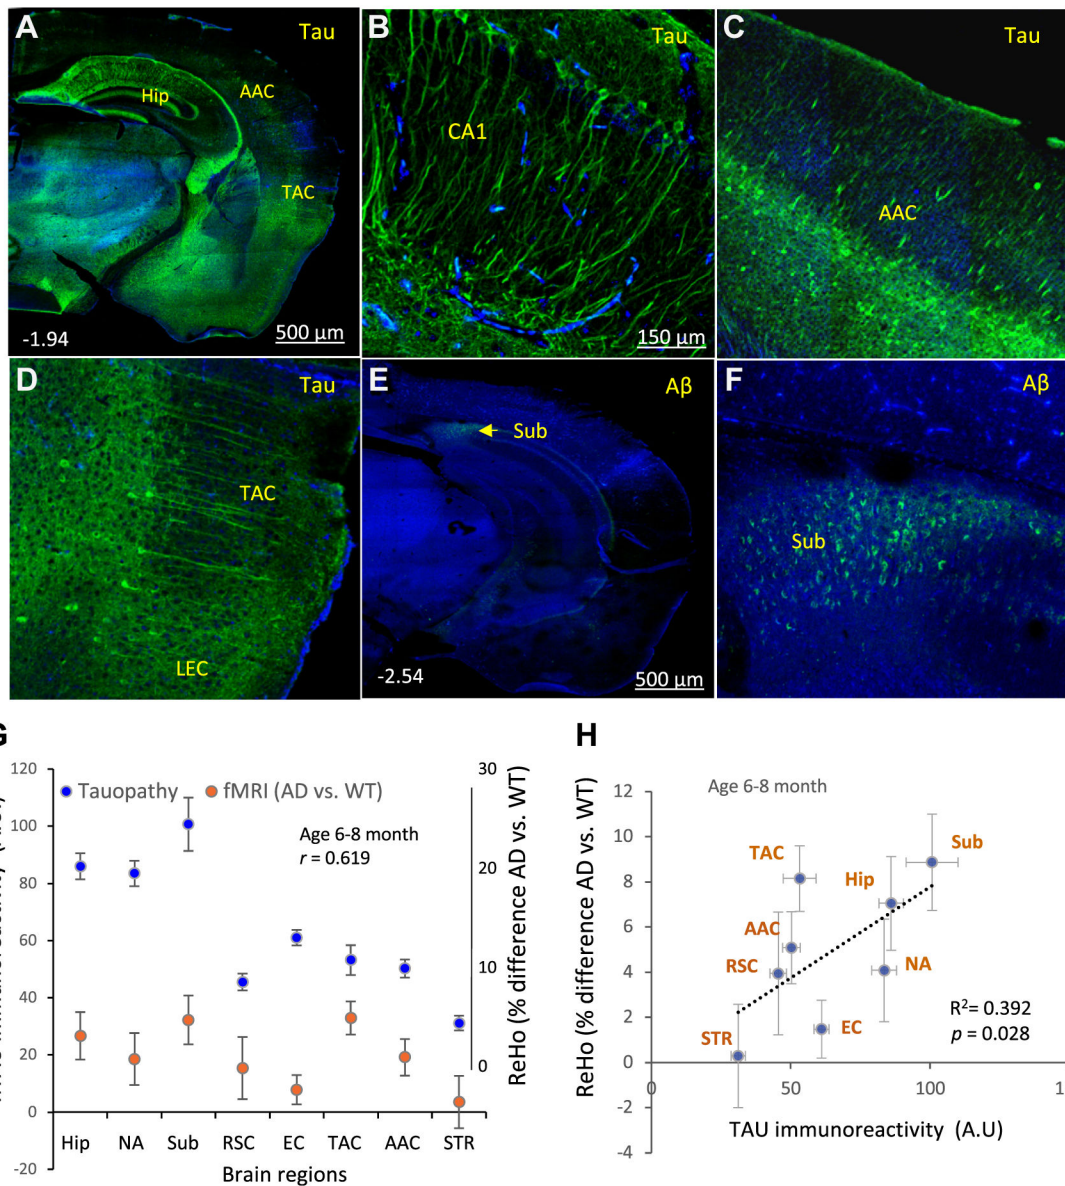 A
Tau
AAC
Hip
TAC
-1.94
500 µm
B
Tau
CA1
150 µm
C
Tau
AAC
D
Tau
TAC
LEC
E
Aβ
Sub
-2.54
500 µm
F
Aβ
Sub
G
120
100
80
60
40
20
0
-20
Tauopathy
fMRI (AD vs. WT)
Age 6-8 month
r = 0.619
30
20
10
0
ReHo (% difference AD vs. WT)
Hip NA Sub RSC EC TAC AAC STR
Brain regions
H
Age 6-8 month
12
10
8
6
4
2
0
-2
-4
ReHo (% difference AD vs. WT)
TAC
Sub
Hip
AAC
RSC
NA
STR
EC
R²= 0.392
p = 0.028
0 50 100
TAU immunoreactivity (A.U)